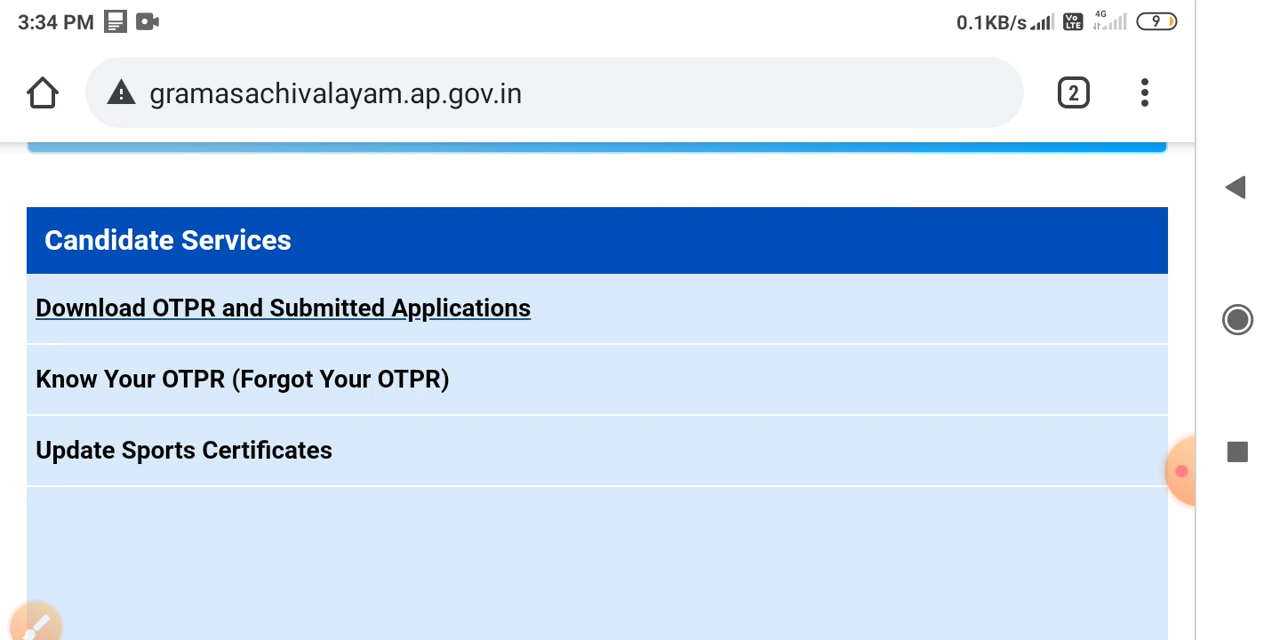 3:34 PM 0.1KB/s Vo LTE 4G 9
gramasachivalayam.ap.gov.in 2
Candidate Services
Download OTPR and Submitted Applications
Know Your OTPR (Forgot Your OTPR)
Update Sports Certificates